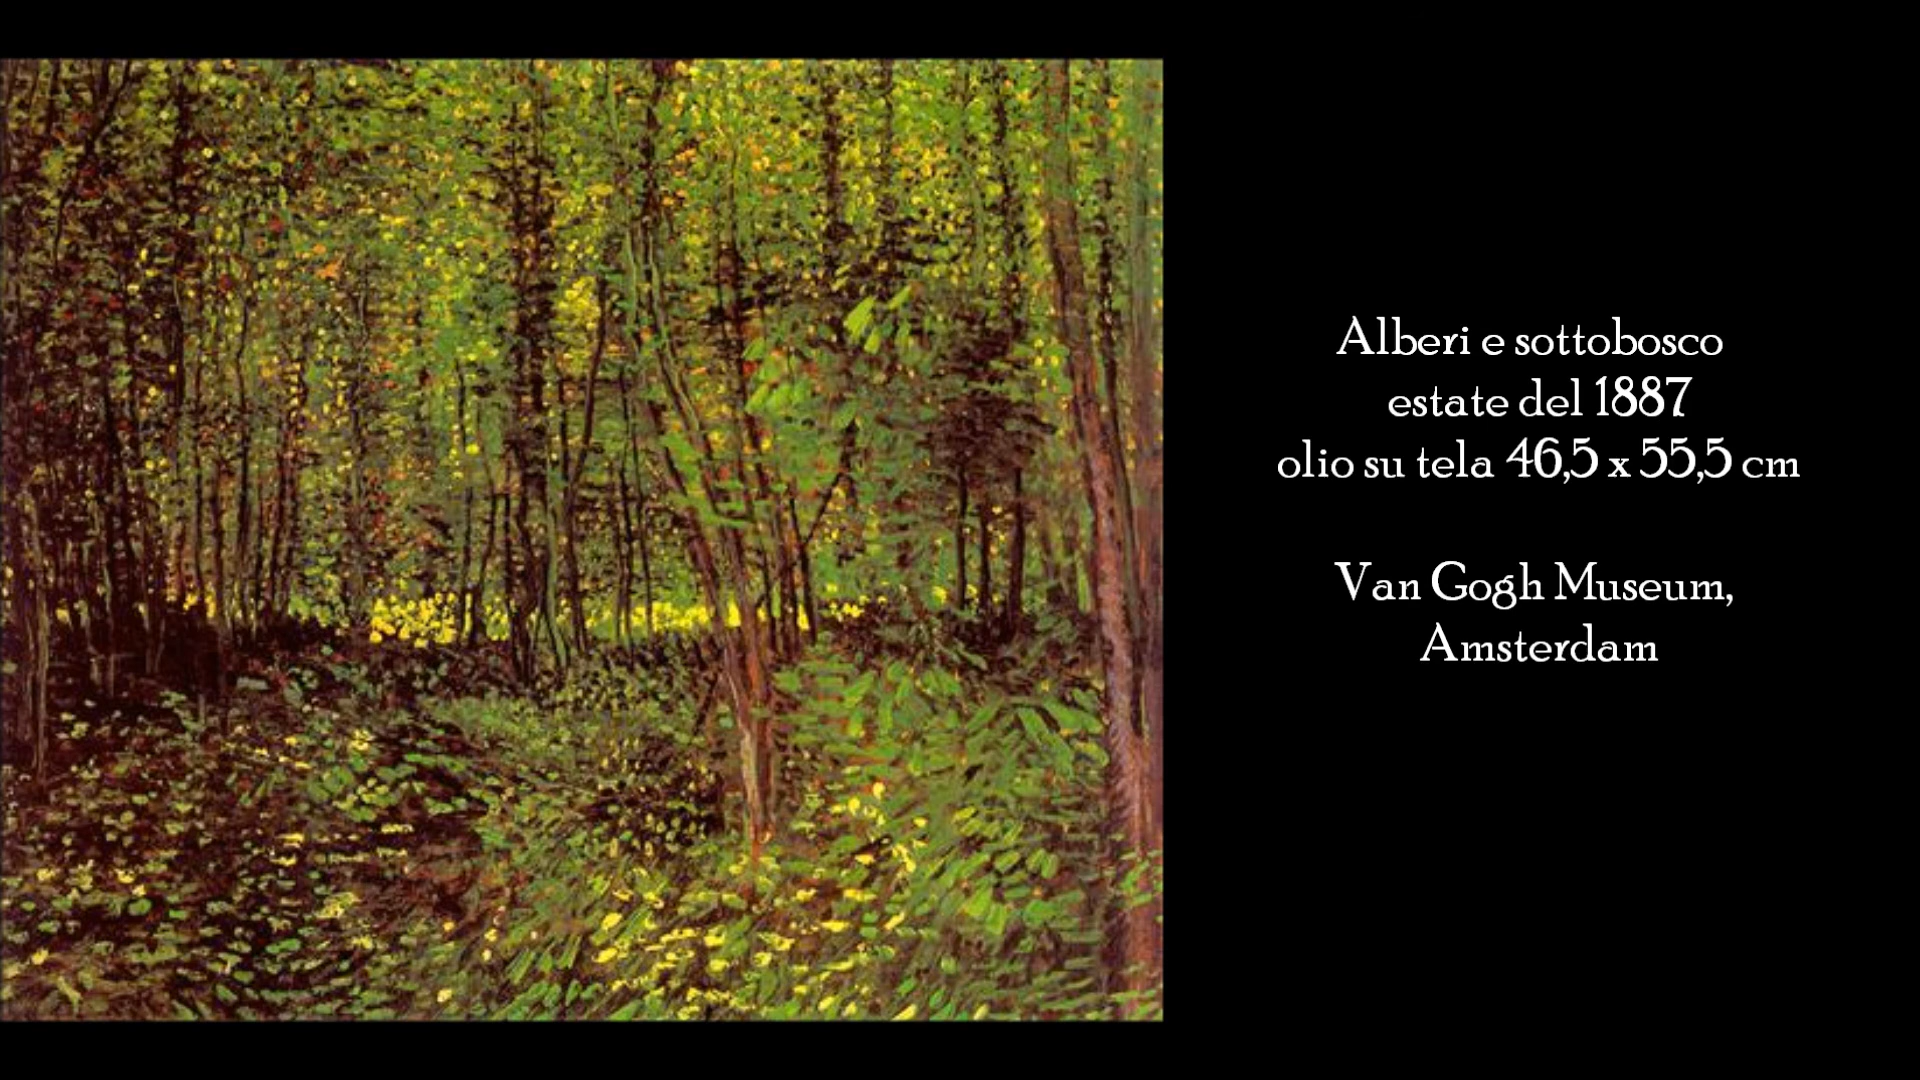 Alberi e sottobosco
estate del 1887
olio su tela 46,5 x 55,5 cm
Van Gogh Museum,
Amsterdam